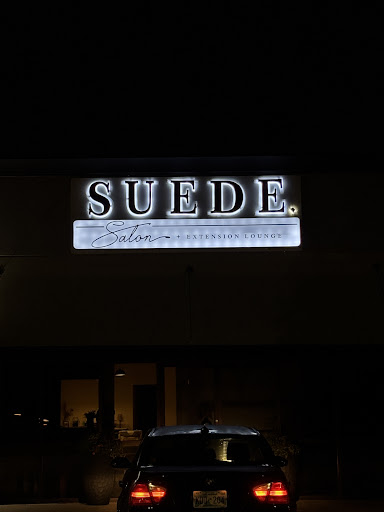 SUEDE.
Salon + EXTENSION LOUNGE